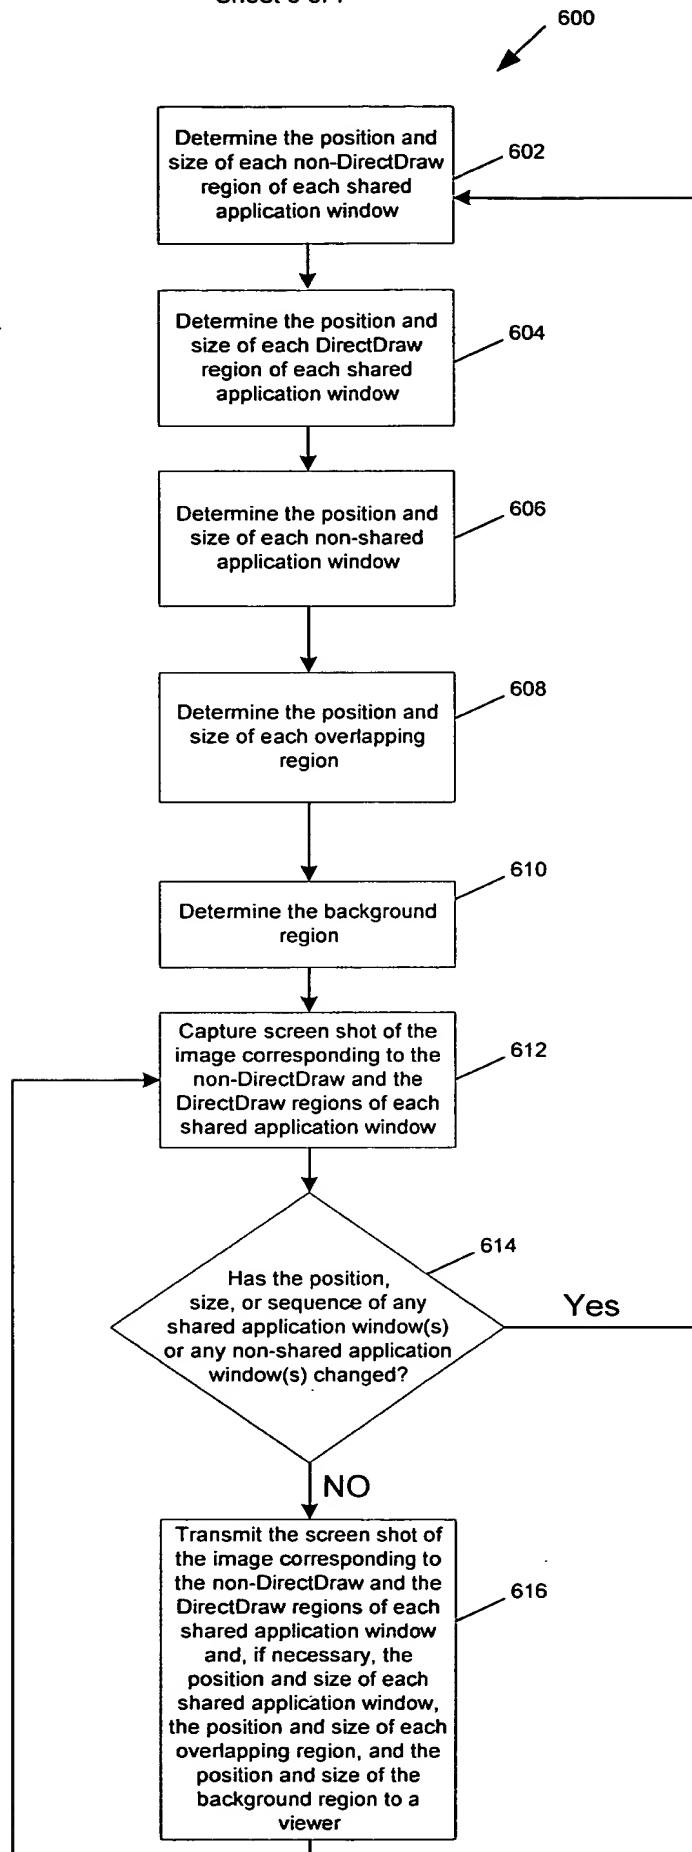 600
Determine the position and
size of each non-DirectDraw
region of each shared
application window
602
Determine the position and
size of each DirectDraw
region of each shared
application window
604
Determine the position and
size of each non-shared
application window
606
Determine the position and
size of each overlapping
region
608
Determine the background
region
610
Capture screen shot of the
image corresponding to the
non-DirectDraw and the
DirectDraw regions of each
shared application window
612
Has the position,
size, or sequence of any
shared application window(s)
or any non-shared application
window(s) changed?
614
Yes
NO
Transmit the screen shot of
the image corresponding to
the non-DirectDraw and the
DirectDraw regions of each
shared application window
and, if necessary, the
position and size of each
shared application window,
the position and size of each
overlapping region, and the
position and size of the
background region to a
viewer
616